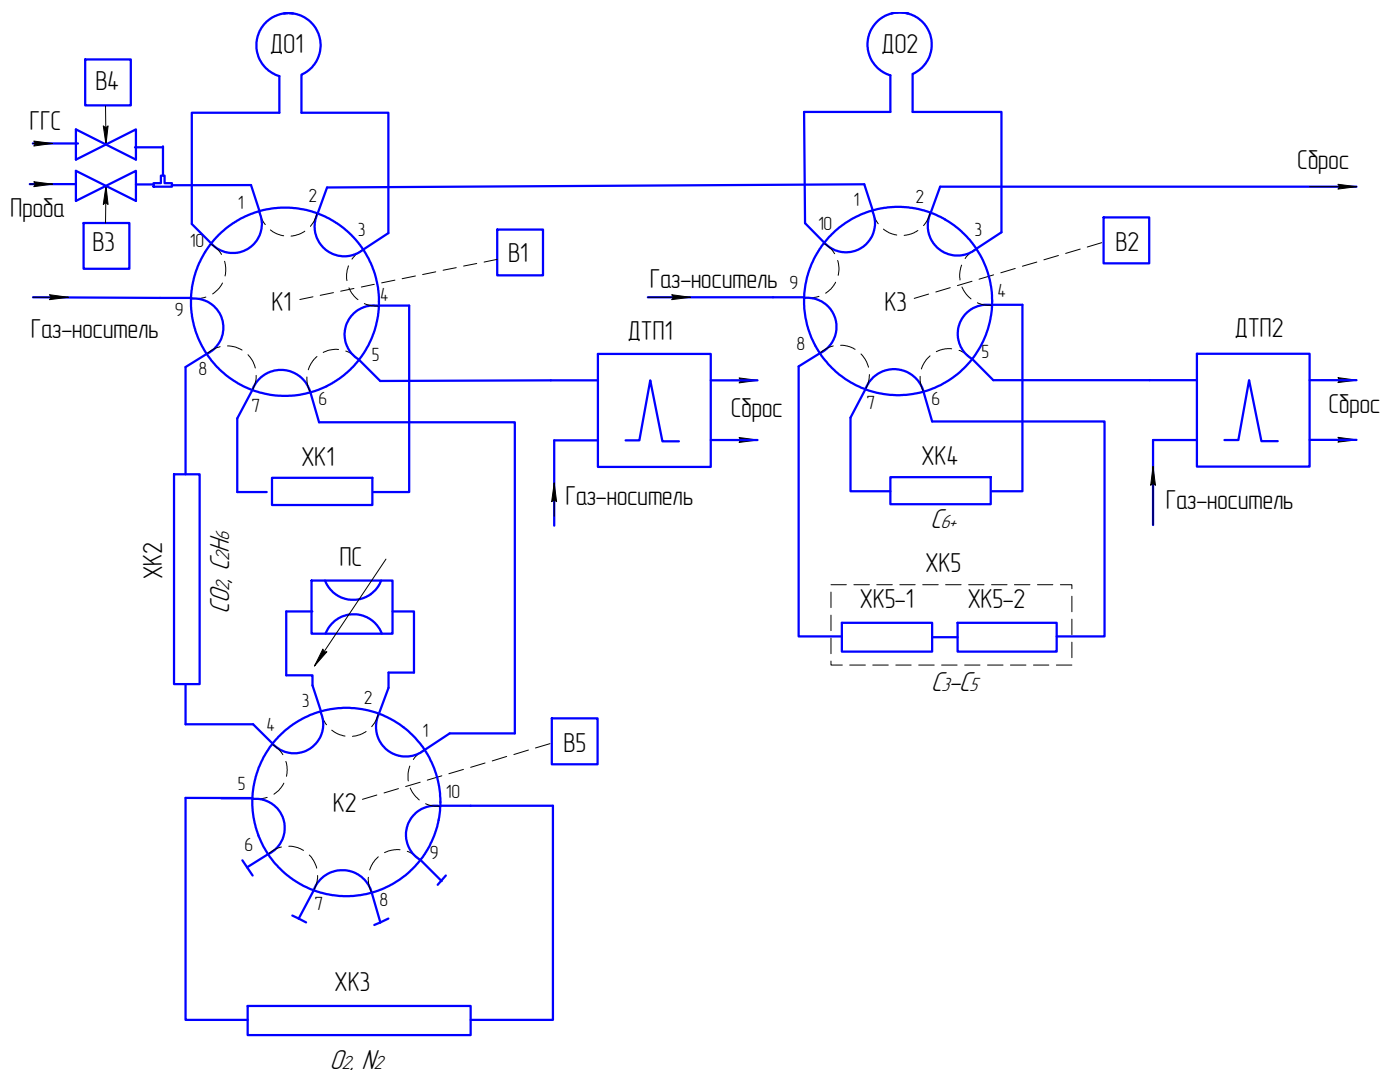 ДО1
ДО2
В4
ГГС
Проба
В3
Сброс
1
2
3
4
5
6
7
8
9
10
К1
В1
Газ-носитель
1
2
3
4
5
6
7
8
9
10
К3
В2
Газ-носитель
ДТП1
Сброс
Газ-носитель
ДТП2
Сброс
Газ-носитель
ХК1
ХК4
C6+
ХК2
CO2, C2H6
ПС
ХК5
ХК5-1
ХК5-2
C3-C5
1
2
3
4
5
6
7
8
9
10
К2
В5
ХК3
O2, N2